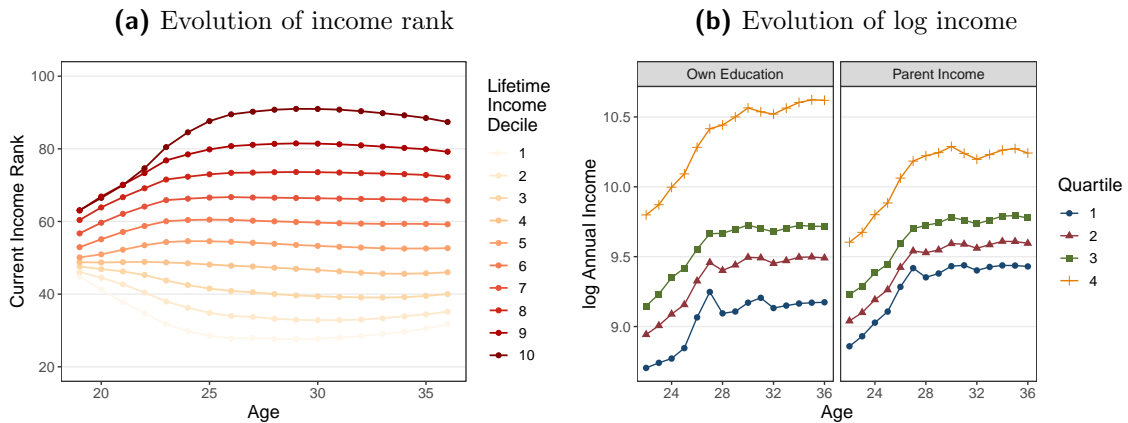 (a) Evolution of income rank
100
80
60
40
20
Current Income Rank
20 25 30 35
Age
Lifetime
Income
Decile
1
2
3
4
5
6
7
8
9
10
(b) Evolution of log income
Own Education Parent Income
10.5
10.0
9.5
9.0
log Annual Income
24 28 32 36 24 28 32 36
Age
Quartile
1
2
3
4